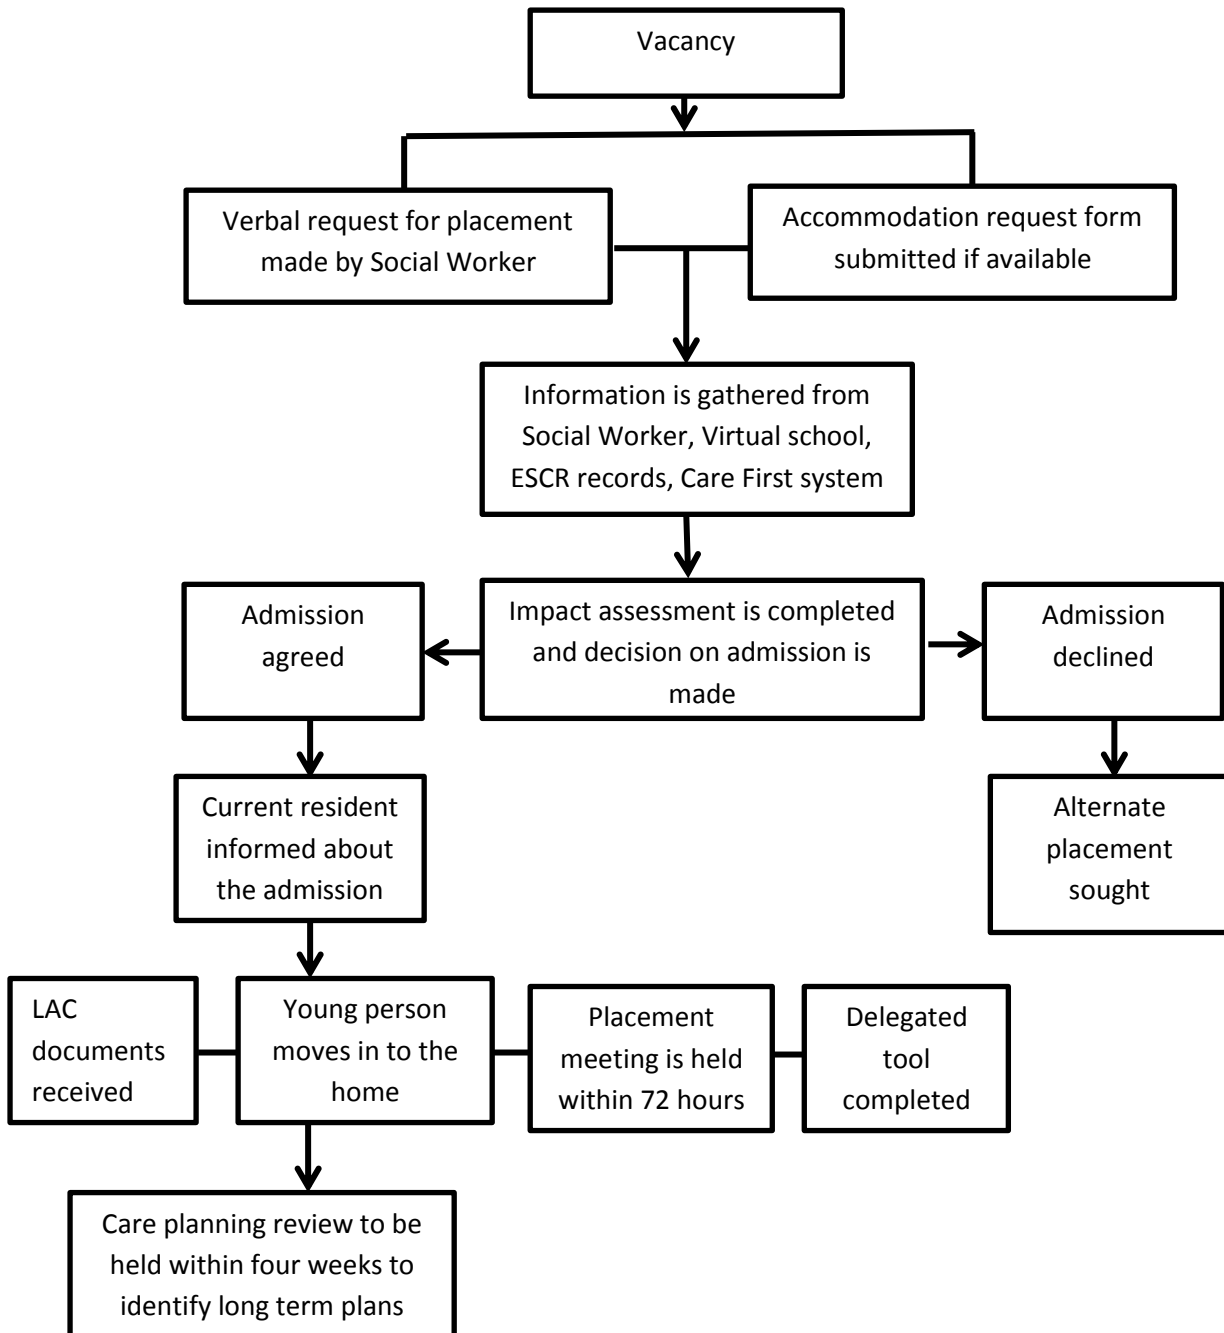 Vacancy
Verbal request for placement
made by Social Worker
Accommodation request form
submitted if available
Information is gathered from
Social Worker, Virtual school,
ESCR records, Care First system
Admission
agreed
Impact assessment is completed
and decision on admission is
made
Admission
declined
Current resident
informed about
the admission
Alternate
placement
sought
LAC
documents
received
Young person
moves in to the
home
Placement
meeting is held
within 72 hours
Delegated
tool
completed
Care planning review to be
held within four weeks to
identify long term plans